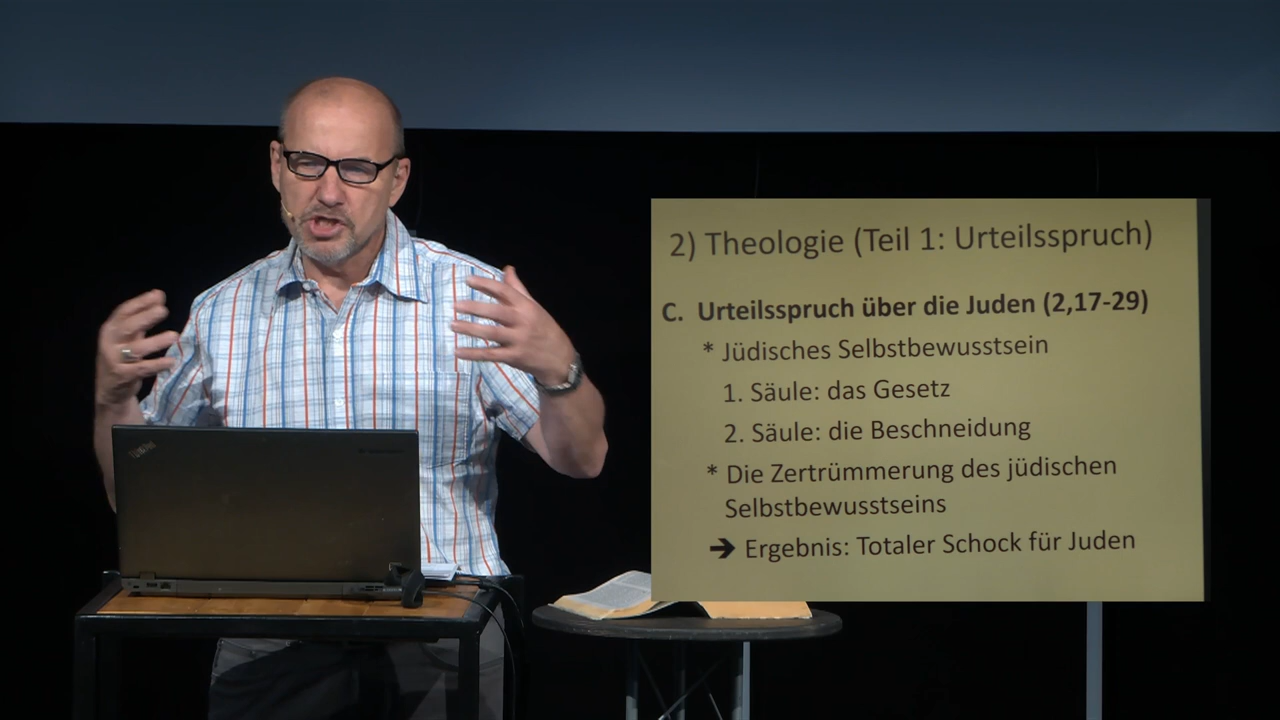 2) Theologie (Teil 1: Urteilsspruch)
C. Urteilsspruch über die Juden (2,17-29)
* Jüdisches Selbstbewusstsein
1. Säule: das Gesetz
2. Säule: die Beschneidung
* Die Zertrümmerung des jüdischen
Selbstbewusstseins
➔ Ergebnis: Totaler Schock für Juden
ThinkPad